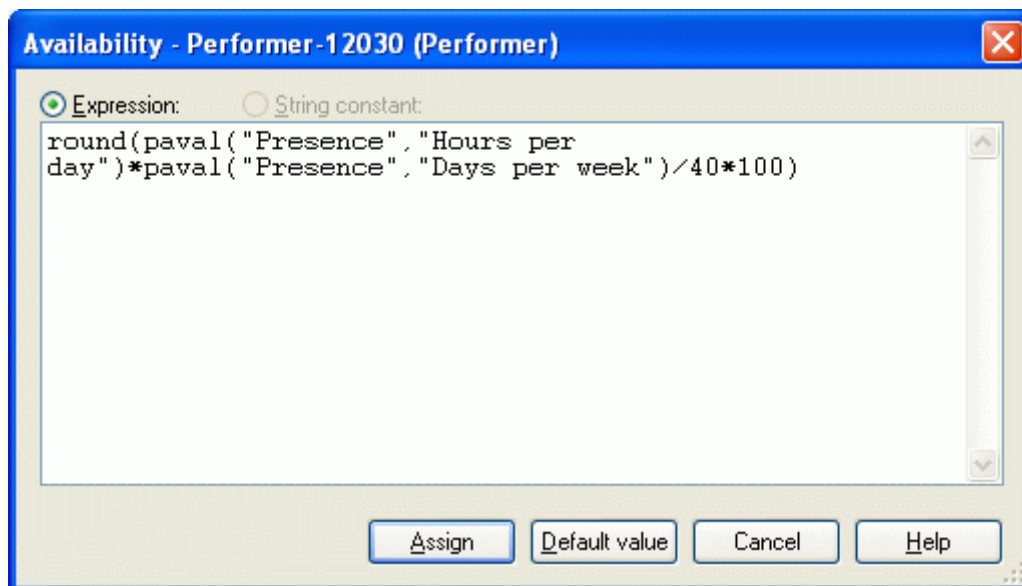 Availability - Performer-12030 (Performer)
Expression: String constant:
round(paval("Presence","Hours per
day")*paval("Presence","Days per week")/40*100)
Assign Default value Cancel Help